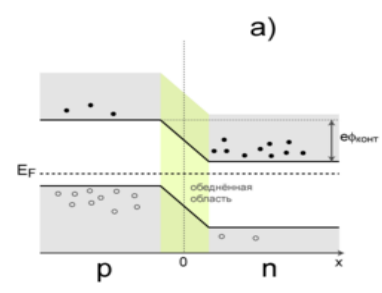 а)
eφконт
EF
обеднённая
область
p
0
n
x